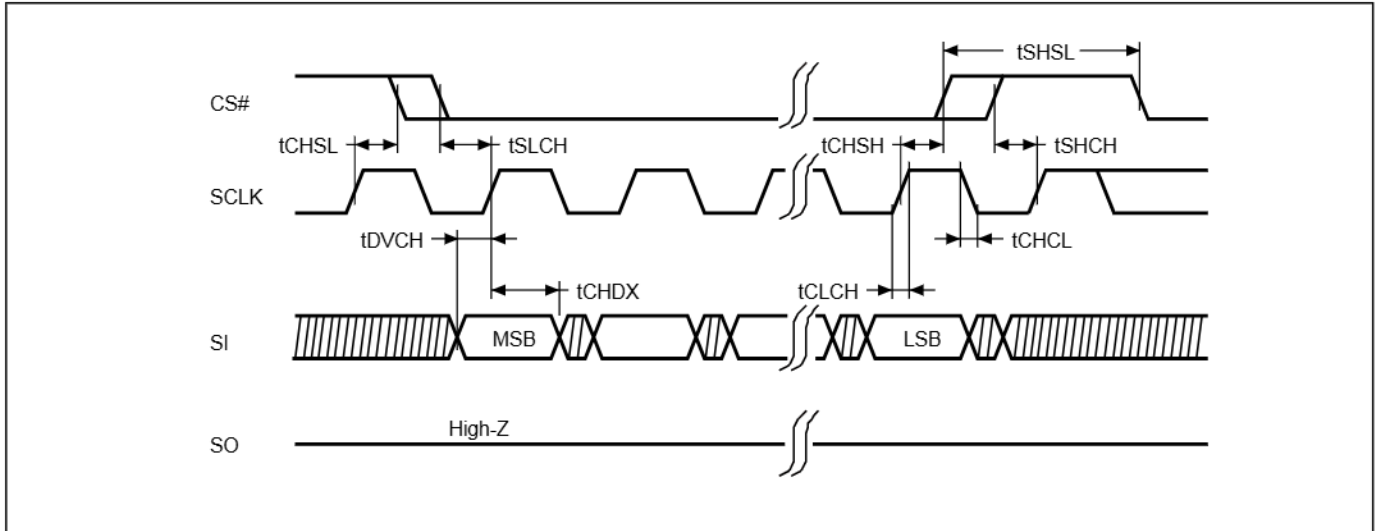 tSHSL
CS#
tCHSL
tSLCH
tCHSH
tSHCH
SCLK
tDVCH
tCHCL
tCHDX
tCLCH
SI
MSB
LSB
High-Z
SO